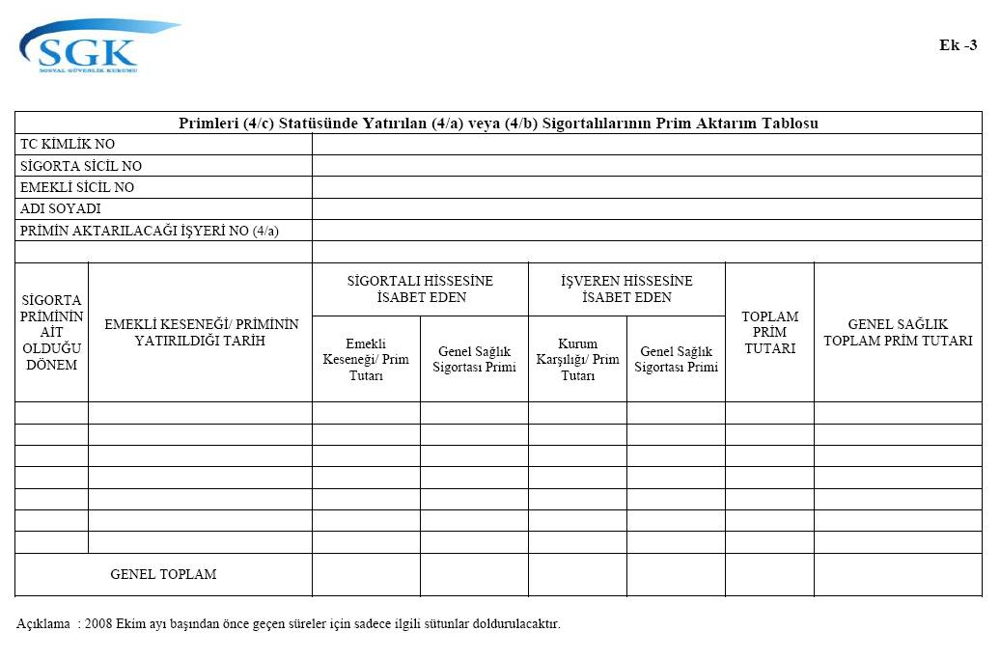 SGK
SOSYAL GÜVENLİK KURUMU
Ek -3
Primleri (4/c) Statüsünde Yatırılan (4/a) veya (4/b) Sigortalılarının Prim Aktarım Tablosu
TC KİMLİK NO
SİGORTA SİCİL NO
EMEKLİ SİCİL NO
ADI SOYADI
PRİMİN AKTARILACAĞI İŞYERİ NO (4/a)
SİGORTA
PRİMİNİN
AİT
OLDUĞU
DÖNEM
EMEKLİ KESENEĞİ/ PRİMİNİN
YATIRILDIĞI TARİH
SİGORTALI HİSSESİNE
İSABET EDEN
Emekli
Keseneği/ Prim
Tutarı
Genel Sağlık
Sigortası Primi
İŞVEREN HİSSESİNE
İSABET EDEN
Kurum
Karşılığı/ Prim
Tutarı
Genel Sağlık
Sigortası Primi
TOPLAM
PRİM
TUTARI
GENEL SAĞLIK
TOPLAM PRİM TUTARI
GENEL TOPLAM
Açıklama : 2008 Ekim ayı başından önce geçen süreler için sadece ilgili sütunlar doldurulacaktır.